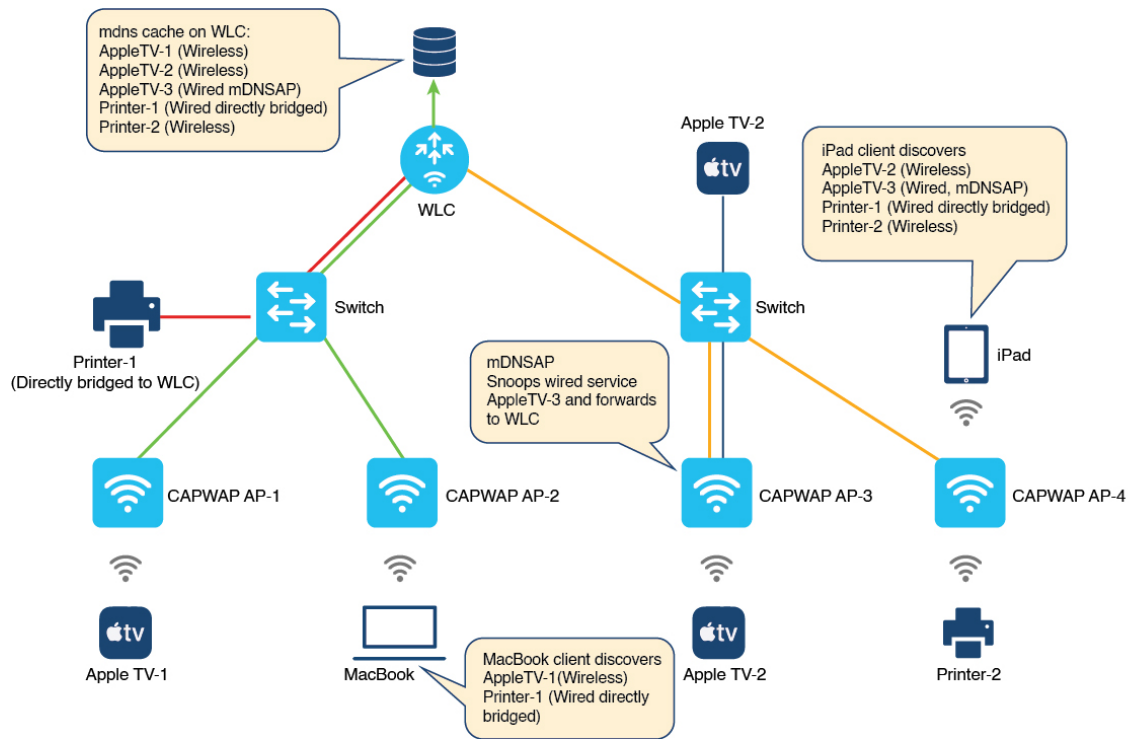 mdns cache on WLC:
AppleTV-1 (Wireless)
AppleTV-2 (Wireless)
AppleTV-3 (Wired mDNSAP)
Printer-1 (Wired directly bridged)
Printer-2 (Wireless)
WLC
Apple TV-2
tv
iPad client discovers
AppleTV-2 (Wireless)
AppleTV-3 (Wired, mDNSAP)
Printer-1 (Wired directly bridged)
Printer-2 (Wireless)
Switch
Switch
Printer-1
(Directly bridged to WLC)
mDNSAP
Snoops wired service
AppleTV-3 and forwards
to WLC
iPad
CAPWAP AP-1
CAPWAP AP-2
CAPWAP AP-3
CAPWAP AP-4
tv
Apple TV-1
MacBook
MacBook client discovers
AppleTV-1(Wireless)
Printer-1 (Wired directly
bridged)
tv
Apple TV-2
Printer-2